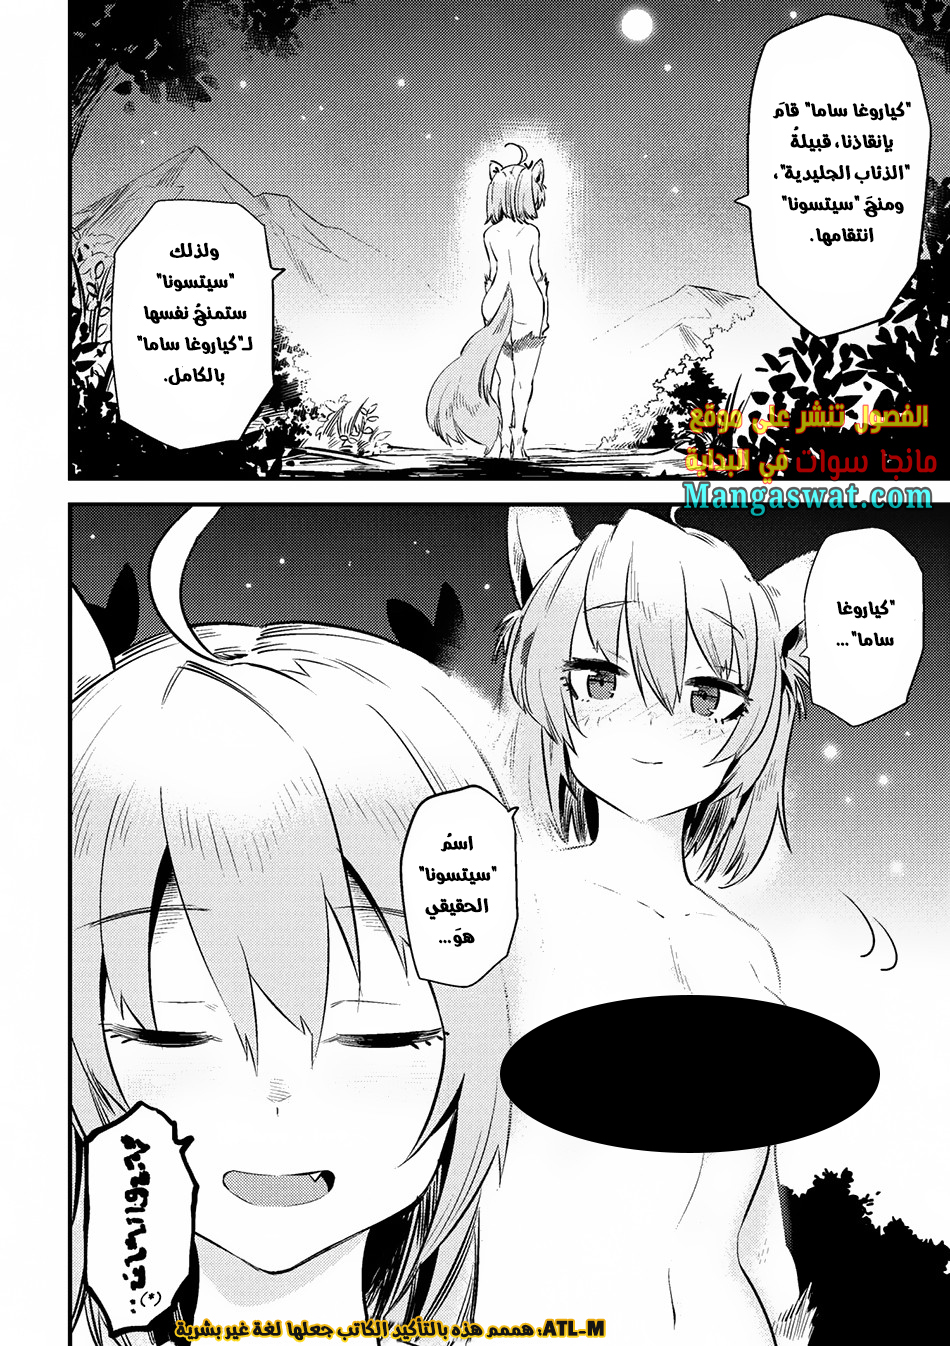 "كياروغا ساما" قامَ
بإنقاذنا، قبيلةُ
"الذئاب الجليدية"،
ومنحَ "سيتسونا"
انتقامها.
ولذلك
"سيتسونا"
ستمنحُ نفسها
لـ"كياروغا ساما"
بالكامل.
الفصول تنشر على موقع
مانجا سوات في البداية
Mangaswat.com
"كياروغا
ساما"...
اسمُ
"سيتسونا"
الحقيقي
هوَ...
(*)
ATL-M: هممم هذه بالتأكيد الكاتب جعلها لغة غير بشرية